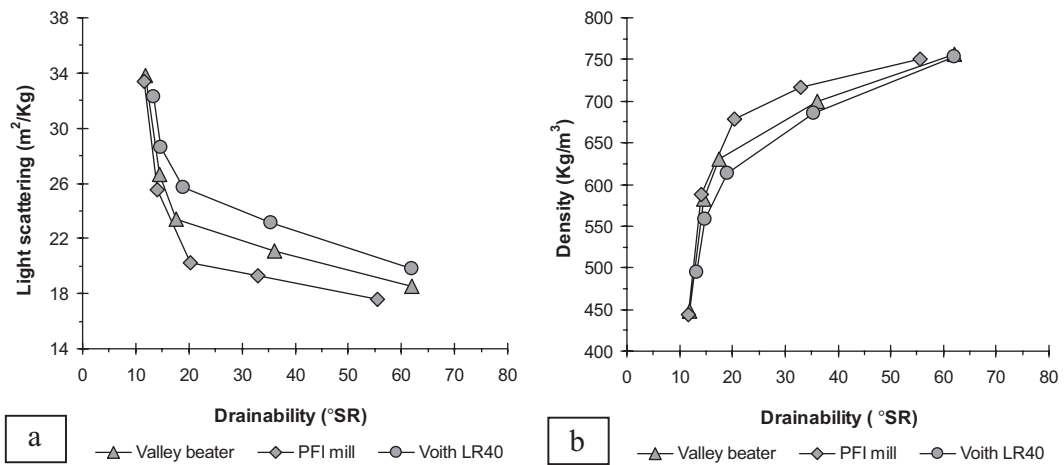 38
34
30
26
22
18
14
Light scattering (m²/Kg)
0 10 20 30 40 50 60 70 80
Drainability (°SR)
a
Valley beater PFI mill Voith LR40
800
750
700
650
600
550
500
450
400
Density (Kg/m³)
0 10 20 30 40 50 60 70 80
Drainability ( °SR)
b
Valley beater PFI mill Voith LR40